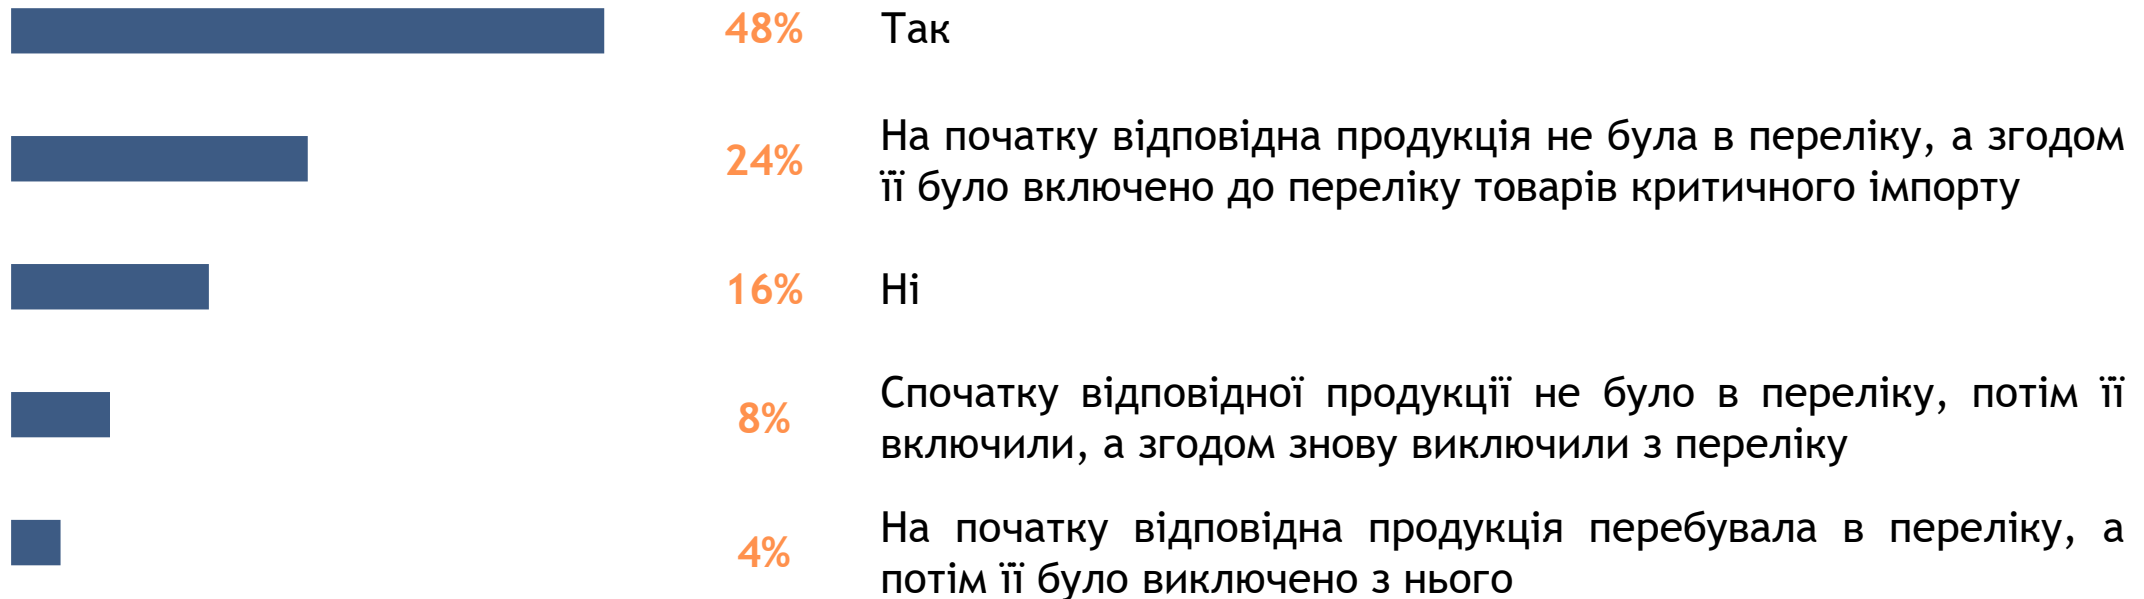 48% Так
24% На початку відповідна продукція не була в переліку, а згодом
її було включено до переліку товарів критичного імпорту
16% Ні
8% Спочатку відповідної продукції не було в переліку, потім її
включили, а згодом знову виключили з переліку
4% На початку відповідна продукція перебувала в переліку, а
потім її було виключено з нього